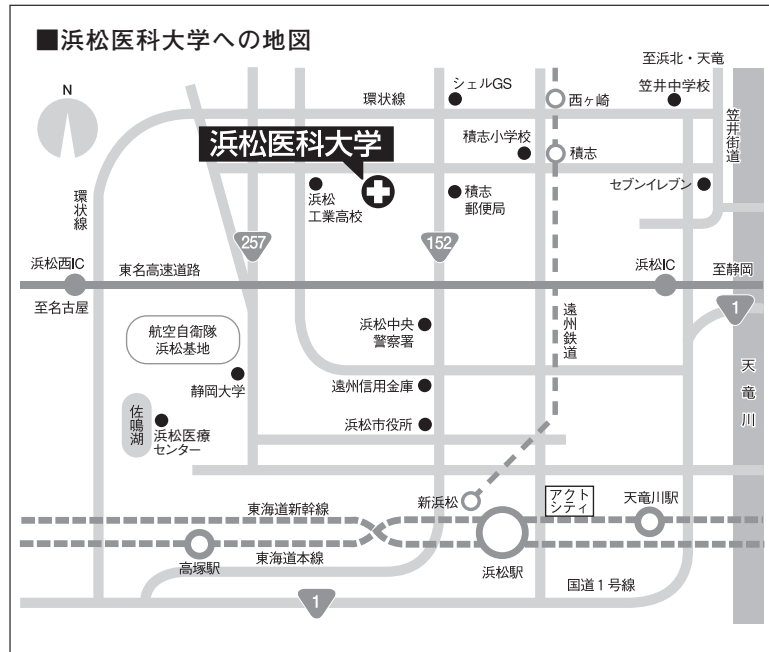 ■浜松医科大学への地図
至浜北・天竜
N
環状線
シェルGS
西ヶ崎
笠井中学校
笠井街道
浜松医科大学
積志小学校
積志
環状線
浜松
工業高校
積志
郵便局
セブンイレブン
257
152
浜松西IC
東名高速道路
浜松IC
至静岡
至名古屋
1
航空自衛隊
浜松基地
浜松中央
警察署
遠州鉄道
静岡大学
遠州信用金庫
天竜川
佐鳴湖
浜松医療
センター
浜松市役所
新浜松
アクト
シティ
天竜川駅
東海道新幹線
高塚駅
東海道本線
浜松駅
国道1号線
1